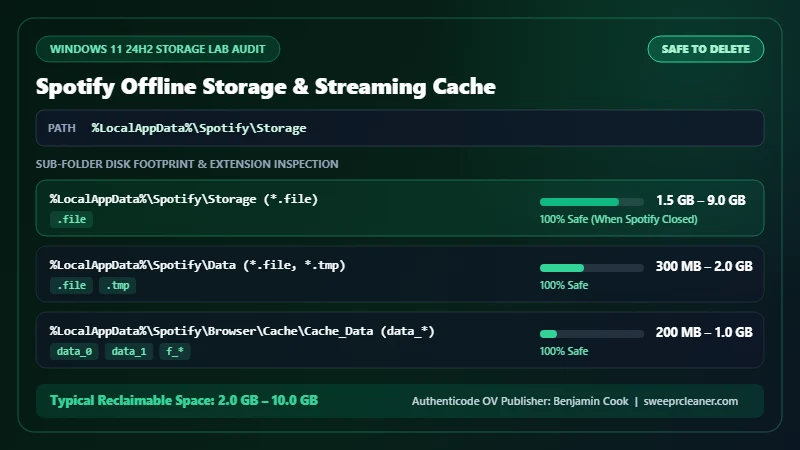 WINDOWS 11 24H2 STORAGE LAB AUDIT
SAFE TO DELETE
Spotify Offline Storage & Streaming Cache
PATH %LocalAppData%\Spotify\Storage
SUB-FOLDER DISK FOOTPRINT & EXTENSION INSPECTION
%LocalAppData%\Spotify\Storage (*.file)
1.5 GB – 9.0 GB
.file
100% Safe (When Spotify Closed)
%LocalAppData%\Spotify\Data (*.file, *.tmp)
300 MB – 2.0 GB
.file .tmp
100% Safe
%LocalAppData%\Spotify\Browser\Cache\Cache_Data (data_*)
200 MB – 1.0 GB
data_0 data_1 f_*
100% Safe
Typical Reclaimable Space: 2.0 GB – 10.0 GB
Authenticode OV Publisher: Benjamin Cook | sweeprcleaner.com